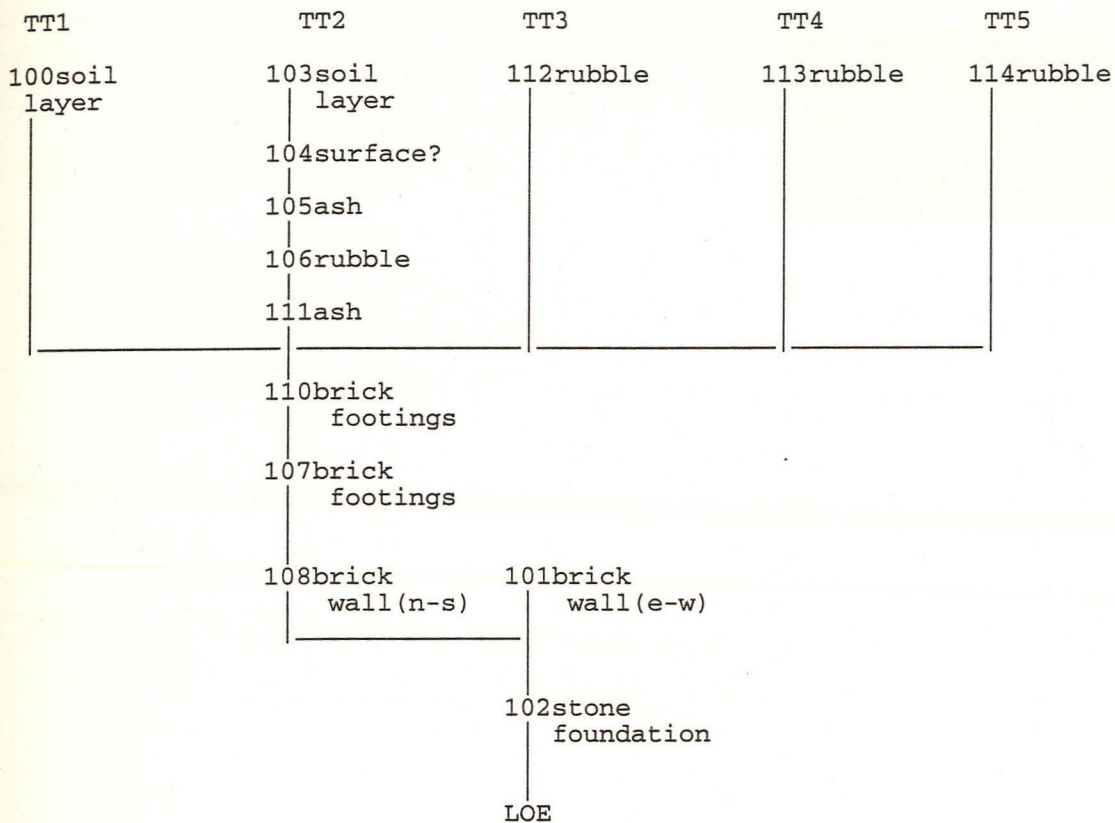 TT1 TT2 TT3 TT4 TT5
100soil 103soil 112rubble 113rubble 114rubble
layer layer
104surface?
105ash
106rubble
111ash
110brick
footings
107brick
footings
108brick 101brick
wall(n-s) wall(e-w)
102stone
foundation
LOE